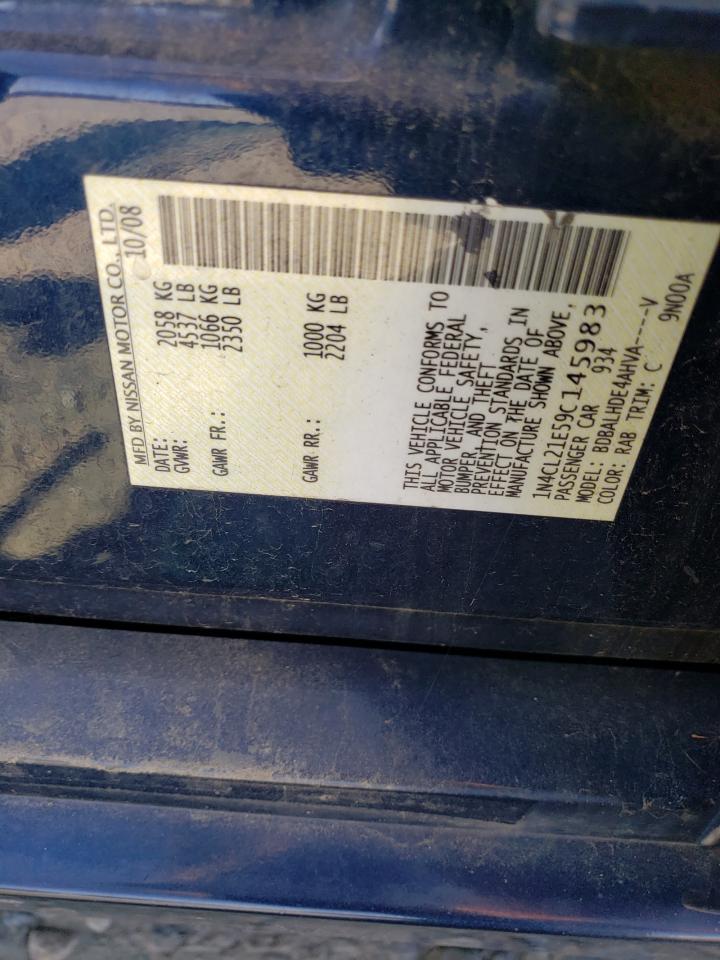 MFD BY NISSAN MOTOR CO., LTD.
DATE: 10/08
GVWR: 2058 KG
4537 LB
GAWR FR.: 1066 KG
2350 LB
GAWR RR.: 1000 KG
2204 LB
THIS VEHICLE CONFORMS TO
ALL APPLICABLE FEDERAL
MOTOR VEHICLE SAFETY,
BUMPER, AND THEFT
PREVENTION STANDARDS IN
EFFECT ON THE DATE OF
MANUFACTURE SHOWN ABOVE.
1N4CL21E59C145983
PASSENGER CAR 934
MODEL: BDBALHDE4AHVA-----V
COLOR: RAB TRIM: C 9N00A